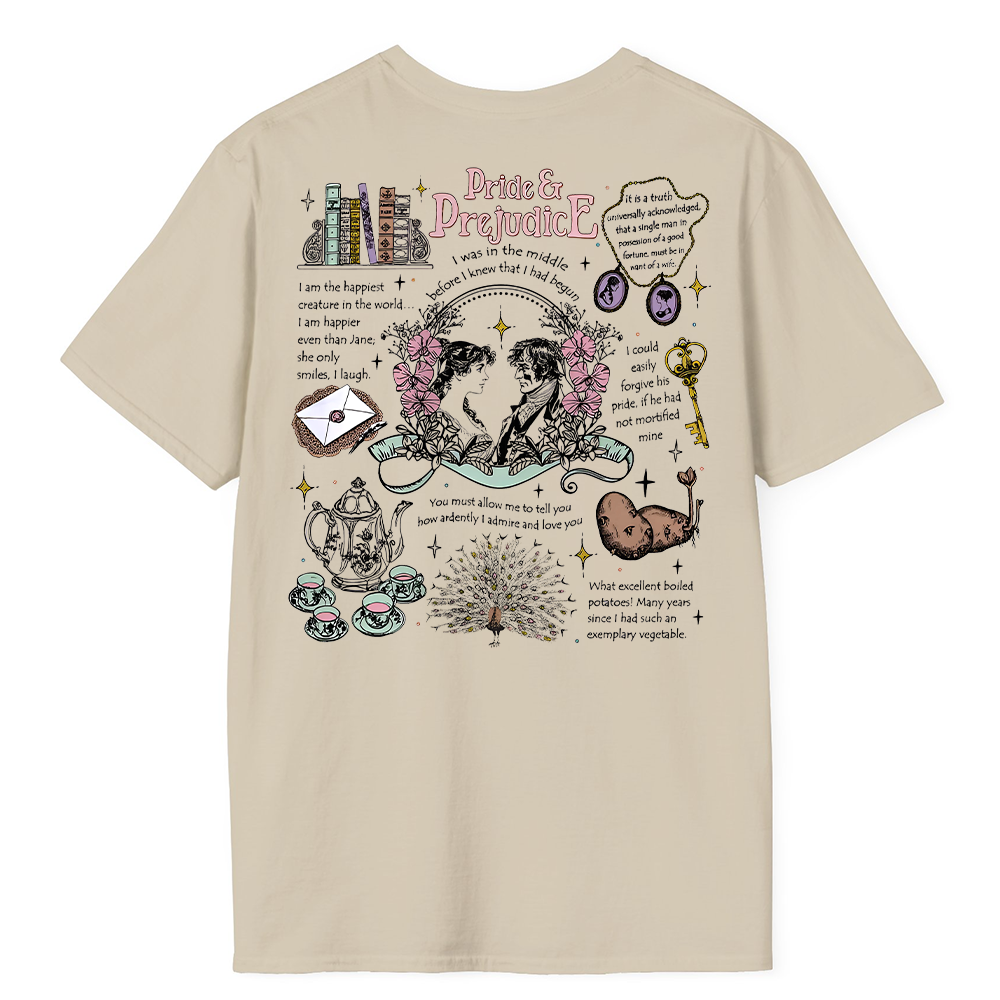 Pride &
PrejudicE
I was in the middle
before I knew that I had begun
It is a truth
universally acknowledged,
that a single man in
possession of a good
fortune, must be in
want of a wife.
I am the happiest
creature in the world...
I am happier
even than Jane;
she only
smiles, I laugh.
I could
easily
forgive his
pride, if he had
not mortified
mine
You must allow me to tell you
how ardently I admire and love you
What excellent boiled
potatoes! Many years
since I had such an
exemplary vegetable.